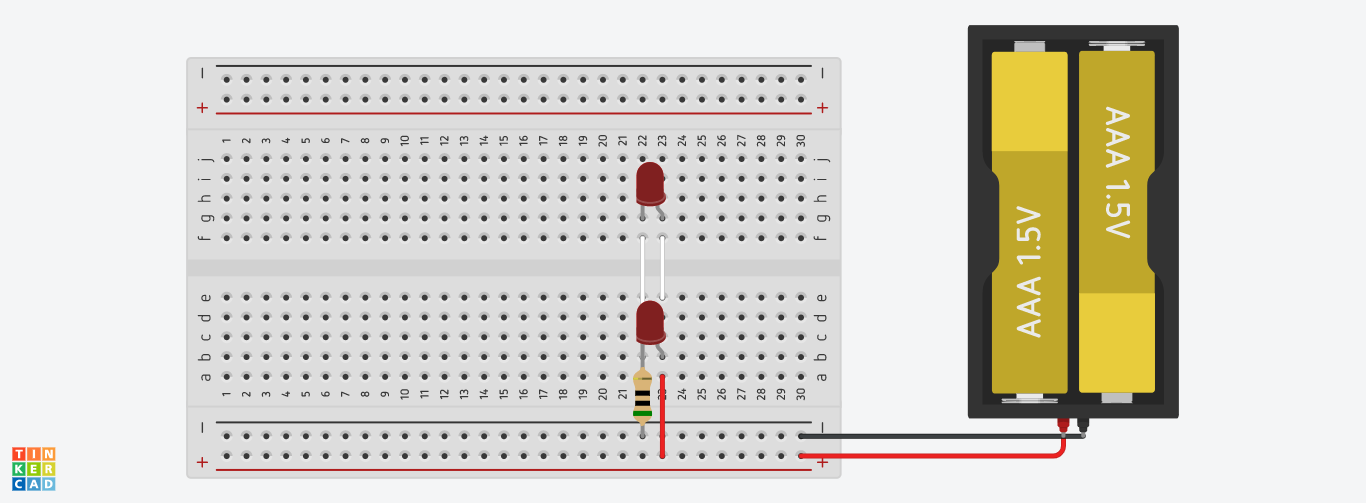 − −
+ +
1 2 3 4 5 6 7 8 9 10 11 12 13 14 15 16 17 18 19 20 21 22 23 24 25 26 27 28 29 30
j j
i i
h h
g g
f f
e e
d d
c c
b b
a a
1 2 3 4 5 6 7 8 9 10 11 12 13 14 15 16 17 18 19 20 21 22 23 24 25 26 27 28 29 30
− −
+ +
AAA 1.5V
AAA 1.5V
TIN
KER
CAD